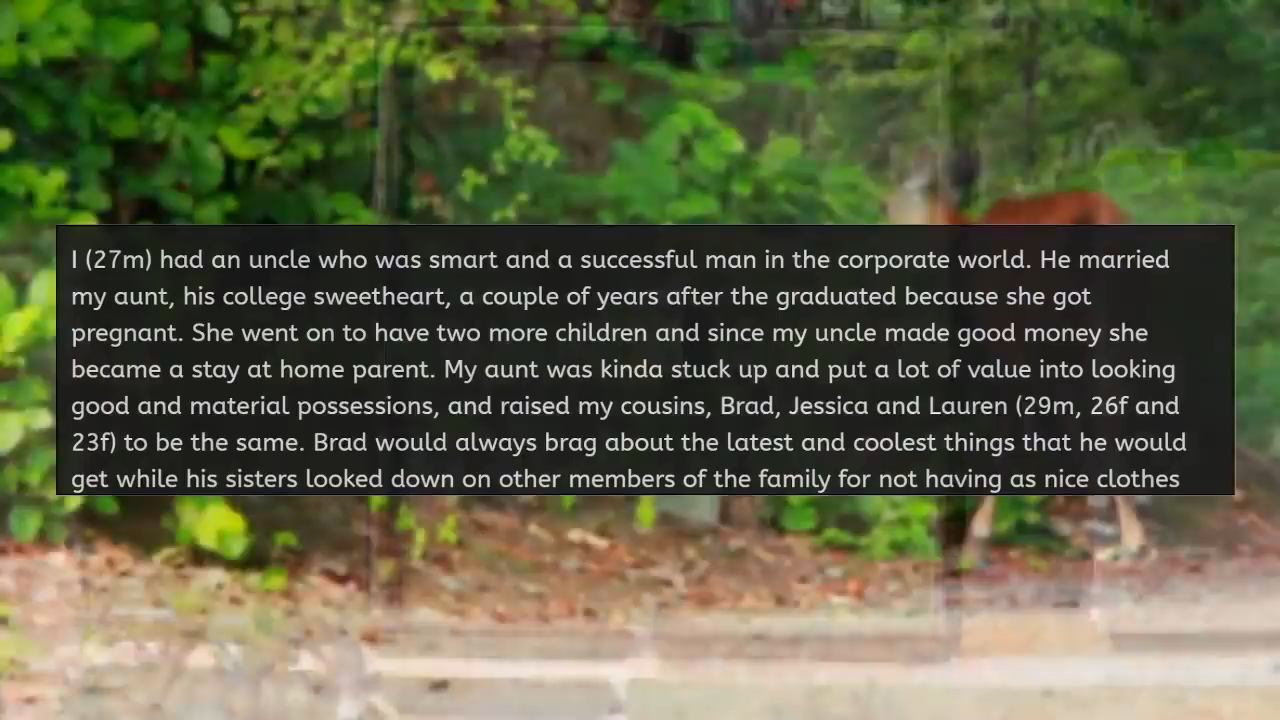 I (27m) had an uncle who was smart and a successful man in the corporate world. He married
my aunt, his college sweetheart, a couple of years after the graduated because she got
pregnant. She went on to have two more children and since my uncle made good money she
became a stay at home parent. My aunt was kinda stuck up and put a lot of value into looking
good and material possessions, and raised my cousins, Brad, Jessica and Lauren (29m, 26f and
23f) to be the same. Brad would always brag about the latest and coolest things that he would
get while his sisters looked down on other members of the family for not having as nice clothes